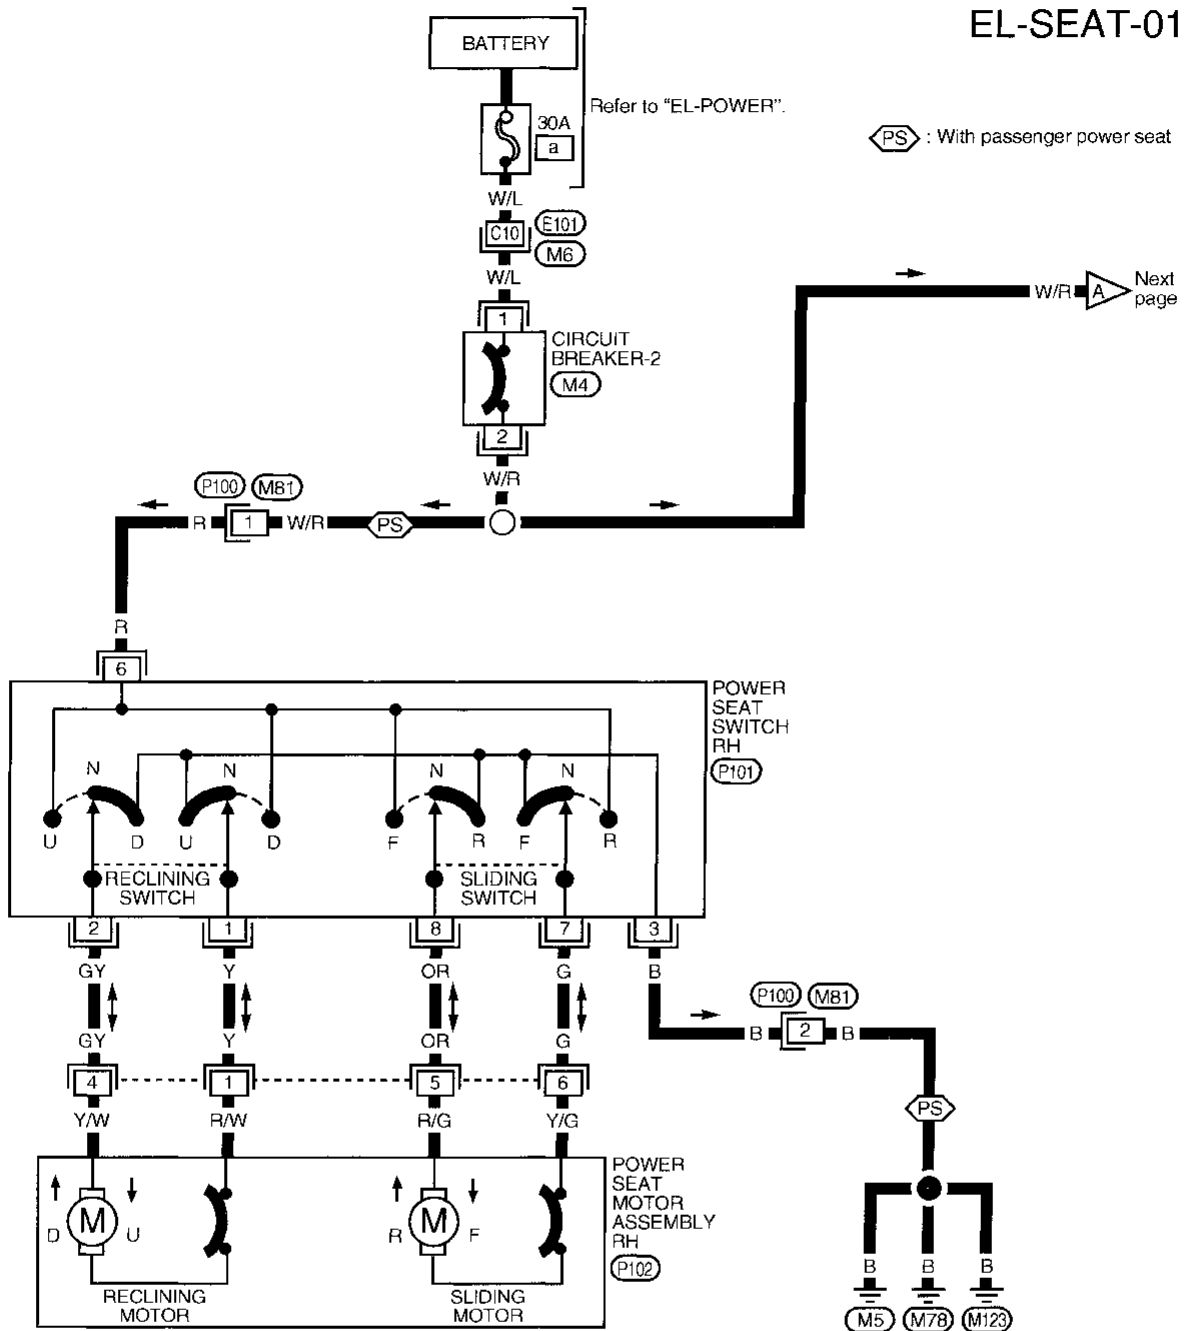 EL-SEAT-01
BATTERY
Refer to "EL-POWER".
30A
a
PS : With passenger power seat
W/L
C10
E101
M6
W/L
1
CIRCUIT
BREAKER-2
M4
2
W/R
W/R A Next
page
P100 M81
R 1 W/R PS
R
6
POWER
SEAT
SWITCH
RH
P101
N N N N
U D U D F R F R
RECLINING
SWITCH
SLIDING
SWITCH
2 1 8 7 3
GY Y OR G B
P100 M81
B 2 B
GY Y OR G
4 1 5 6
PS
Y/W R/W R/G Y/G
POWER
SEAT
MOTOR
ASSEMBLY
RH
P102
D M U R M F
RECLINING
MOTOR
SLIDING
MOTOR
B B B
M5 M78 M123